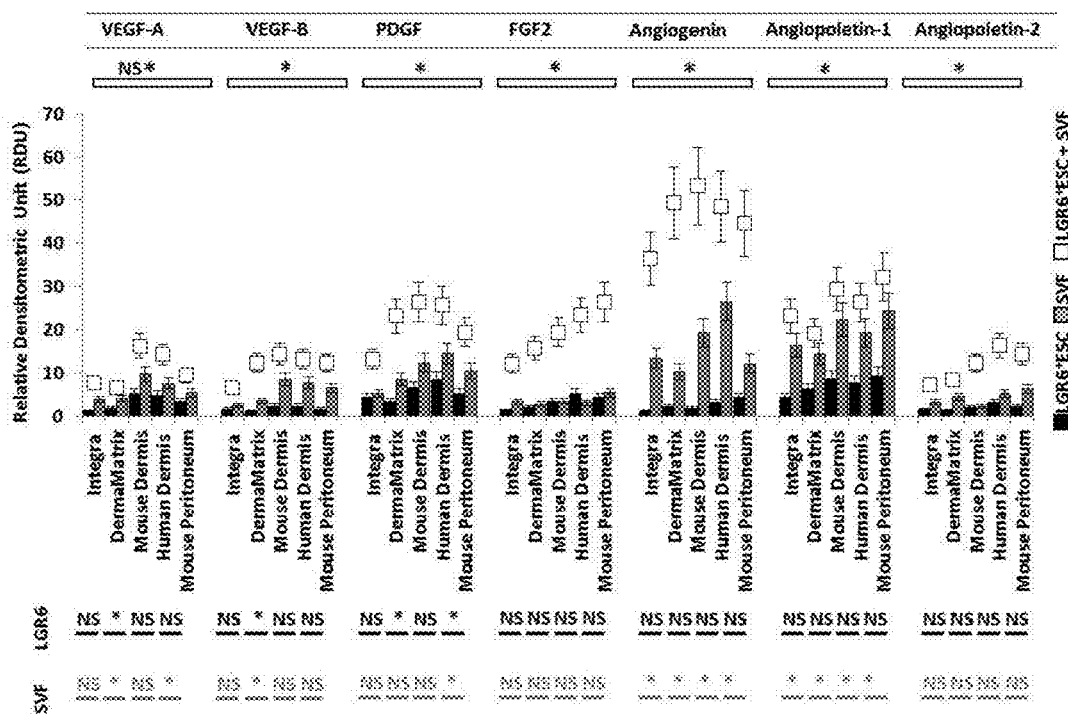 VEGF-A VEGF-B PDGF FGF2 Angiogenin Angiopoietin-1 Angiopoietin-2
NS* * * * * * *
Relative Densitometric Unit (RDU)
70
60
50
40
30
20
10
0
Integra DermaMatrix Mouse Dermis Human Dermis Mouse Peritoneum
Integra DermaMatrix Mouse Dermis Human Dermis Mouse Peritoneum
Integra DermaMatrix Mouse Dermis Human Dermis Mouse Peritoneum
Integra DermaMatrix Mouse Dermis Human Dermis Mouse Peritoneum
Integra DermaMatrix Mouse Dermis Human Dermis Mouse Peritoneum
Integra DermaMatrix Mouse Dermis Human Dermis Mouse Peritoneum
Integra DermaMatrix Mouse Dermis Human Dermis Mouse Peritoneum
LGR6+ESC SVF LGR6+ESC + SVF
LGR6 NS * NS NS NS * NS NS NS * NS * NS NS NS NS NS NS NS NS NS NS NS NS NS NS NS NS
SVF NS * NS * NS * NS NS NS NS NS * NS NS NS NS * * * * * * * * NS NS NS NS